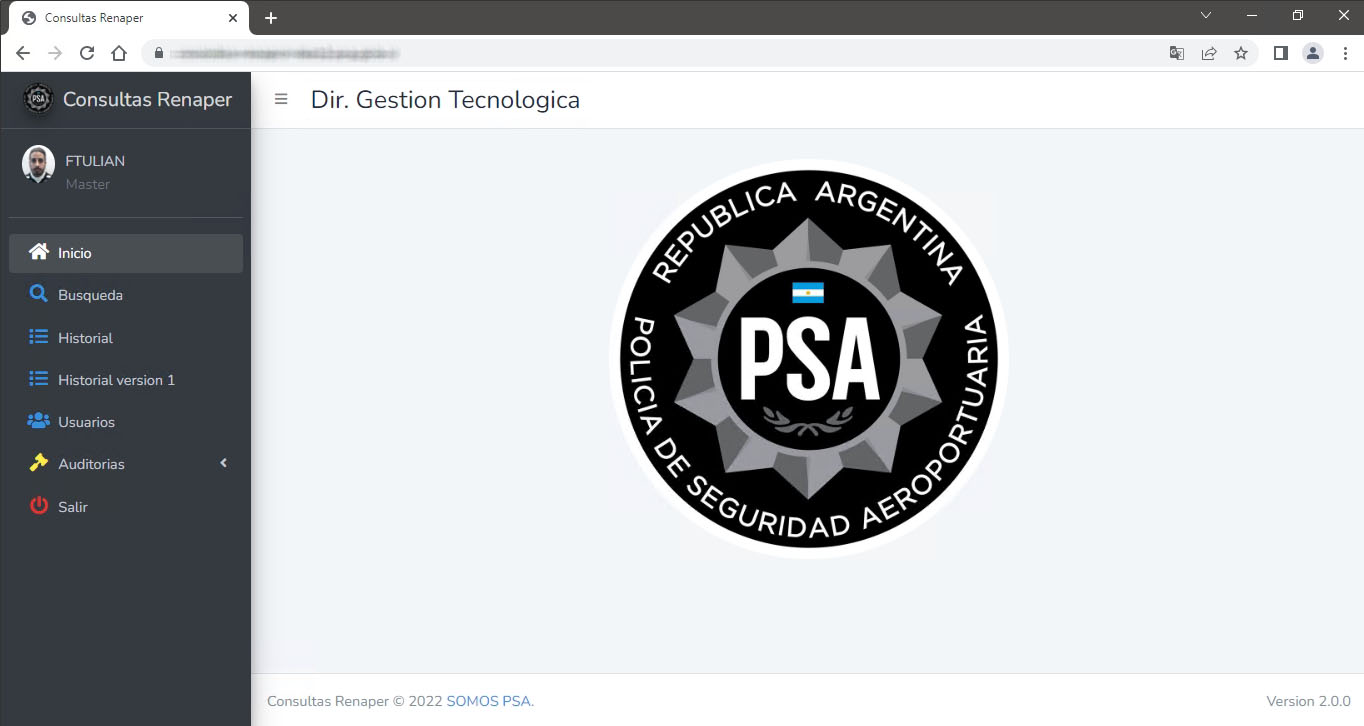 Consultas Renaper
PSA
Consultas Renaper
Dir. Gestion Tecnologica
FTULIAN
Master
Inicio
Busqueda
Historial
Historial version 1
Usuarios
Auditorias
Salir
REPUBLICA ARGENTINA
PSA
POLICIA DE SEGURIDAD AEROPORTUARIA
Consultas Renaper © 2022 SOMOS PSA.
Version 2.0.0